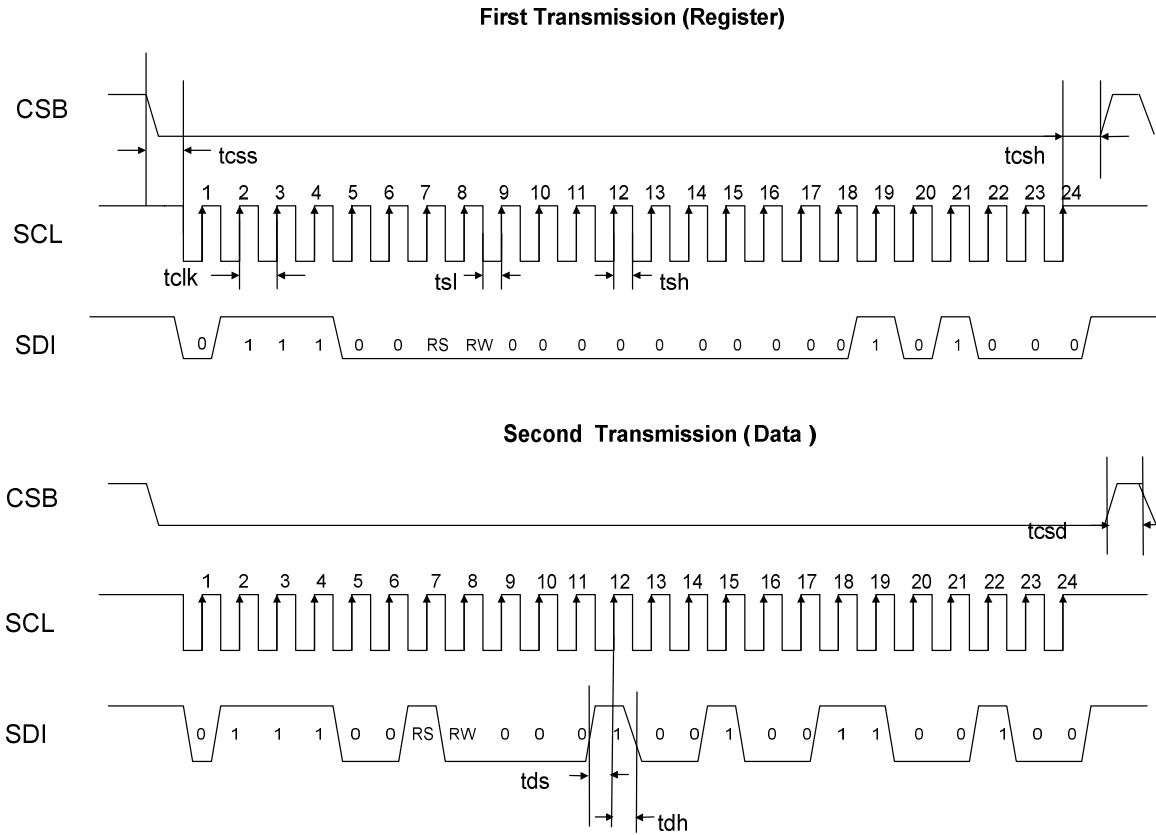 First Transmission (Register)
CSB
tcss
tcsh
1 2 3 4 5 6 7 8 9 10 11 12 13 14 15 16 17 18 19 20 21 22 23 24
SCL
tclk
tsl
tsh
SDI
0 1 1 1 0 0 RS RW 0 0 0 0 0 0 0 0 0 0 1 0 1 0 0 0
Second Transmission (Data )
CSB
tcsd
1 2 3 4 5 6 7 8 9 10 11 12 13 14 15 16 17 18 19 20 21 22 23 24
SCL
SDI
0 1 1 1 0 0 RS RW 0 0 0 1 0 0 1 0 0 1 1 0 0 1 0 0
tds
tdh